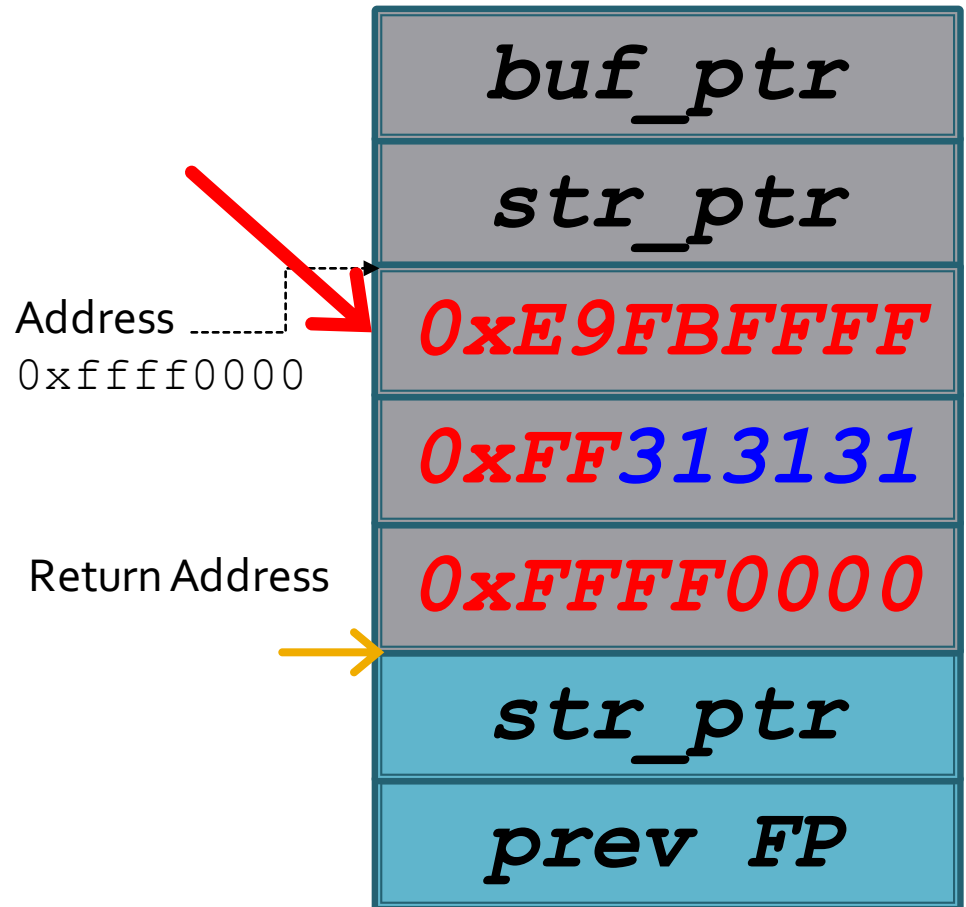 buf_ptr
str_ptr
Address
0xffff0000
0xE9FBFFFF
0xFF313131
Return Address
0xFFFF0000
str_ptr
prev FP